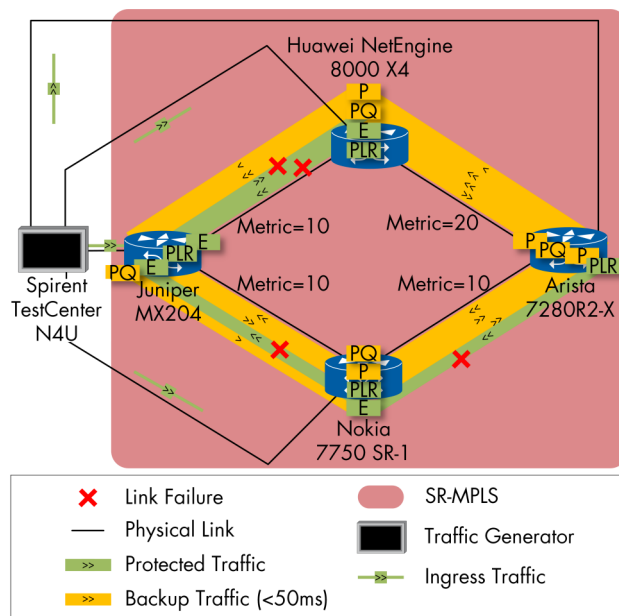 Huawei NetEngine
8000 X4
P
PQ
E
PLR
Metric=10
Metric=20
E
PLR
E
PQ
P
PQ
P
PLR
Spirent
TestCenter
N4U
Juniper
MX204
Metric=10
Metric=10
Arista
7280R2-X
PQ
P
PLR
E
Nokia
7750 SR-1
Link Failure
SR-MPLS
Physical Link
Traffic Generator
>> Protected Traffic
>> Ingress Traffic
>> Backup Traffic (<50ms)